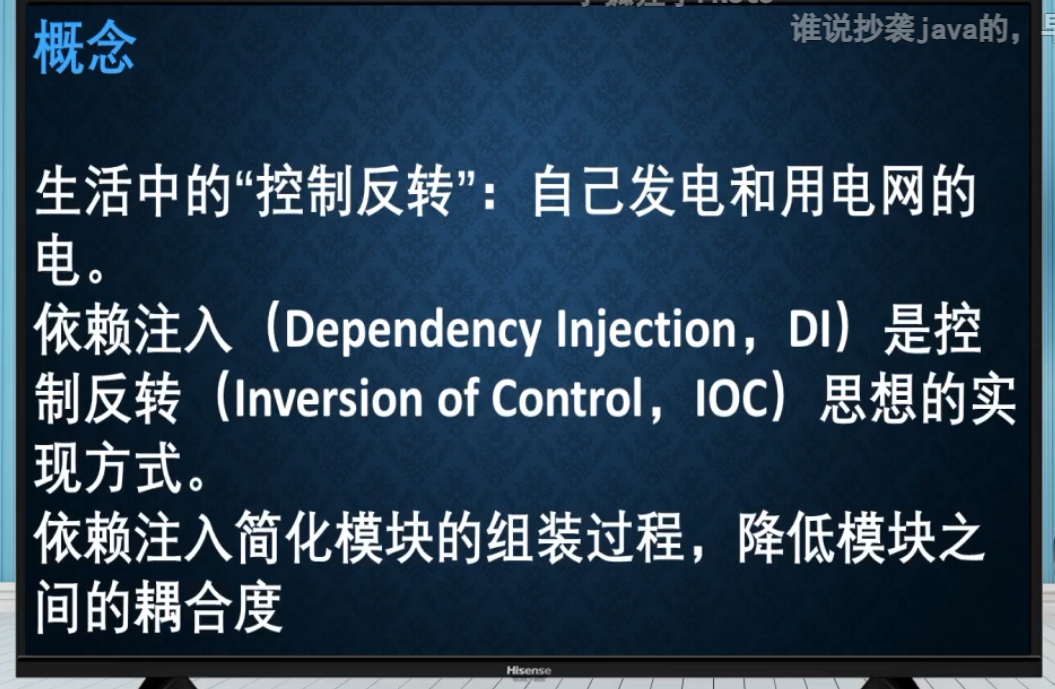 谁说抄袭java的，
概念
生活中的“控制反转”：自己发电和用电网的
电。
依赖注入（Dependency Injection，DI）是控
制反转（Inversion of Control，IOC）思想的实
现方式。
依赖注入简化模块的组装过程，降低模块之
间的耦合度
Hisense